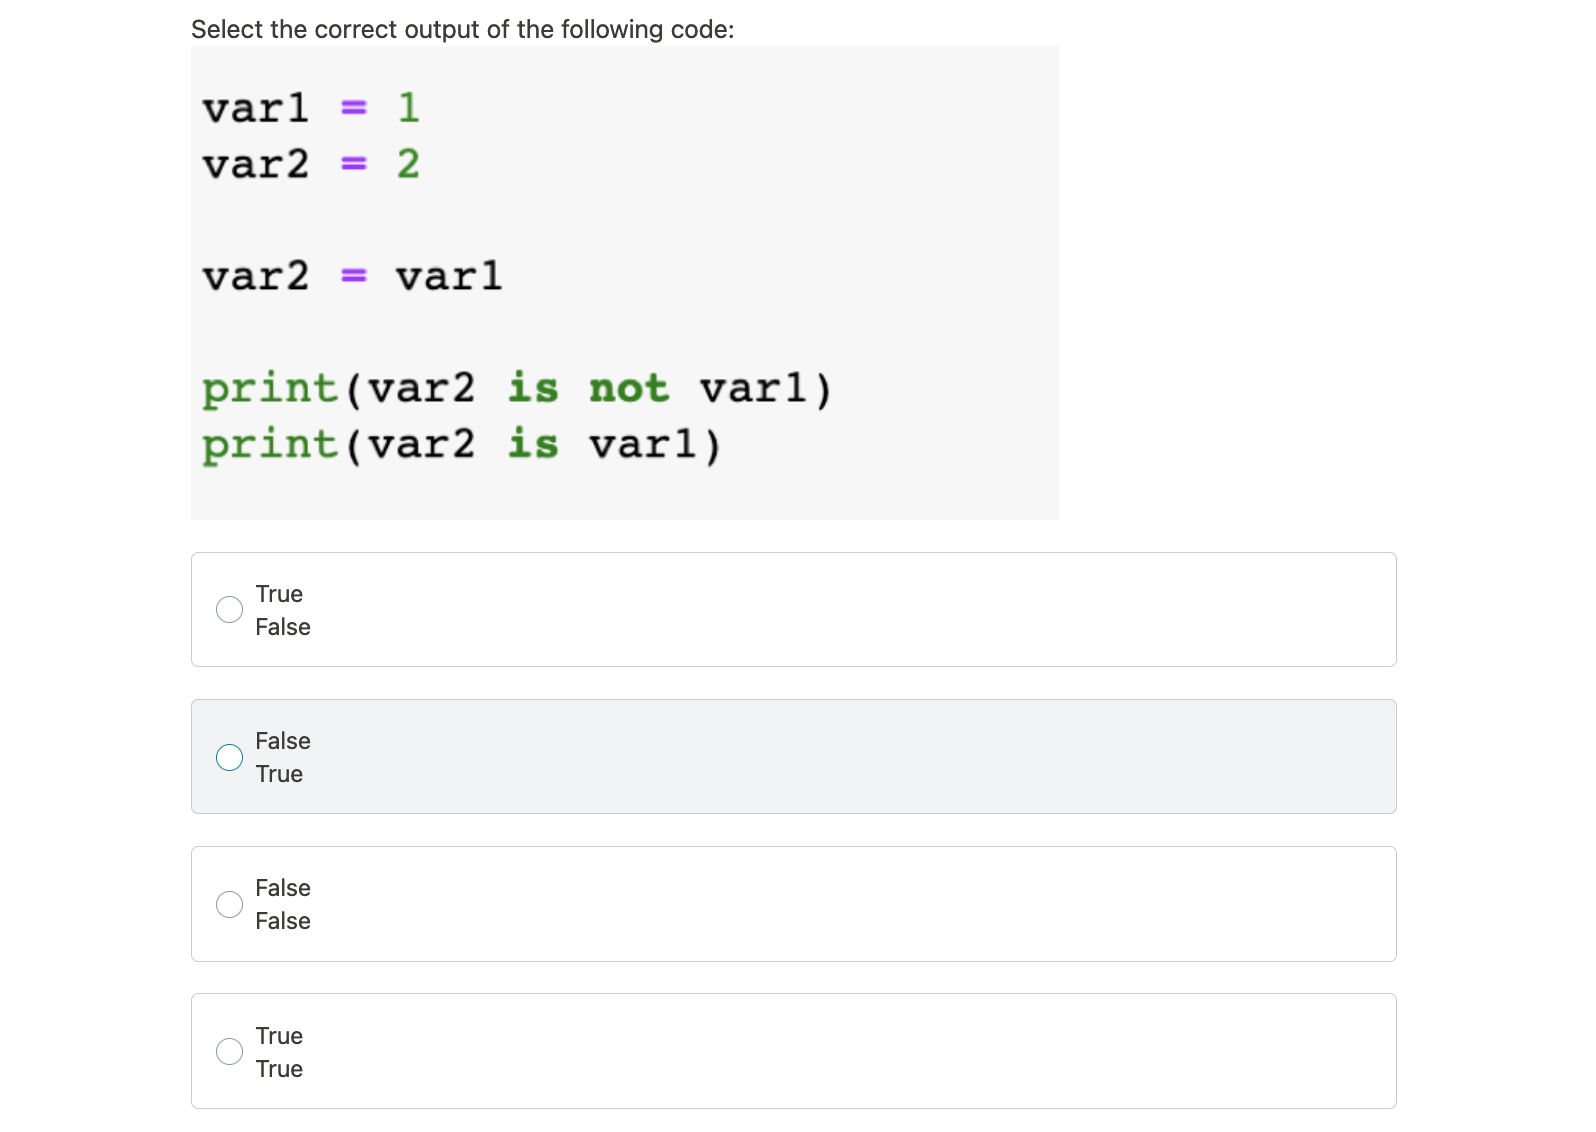 Select the correct output of the following code:
var1 = 1
var2 = 2
var2 = var1
print(var2 is not var1)
print(var2 is var1)
True
False
False
True
False
False
True
True